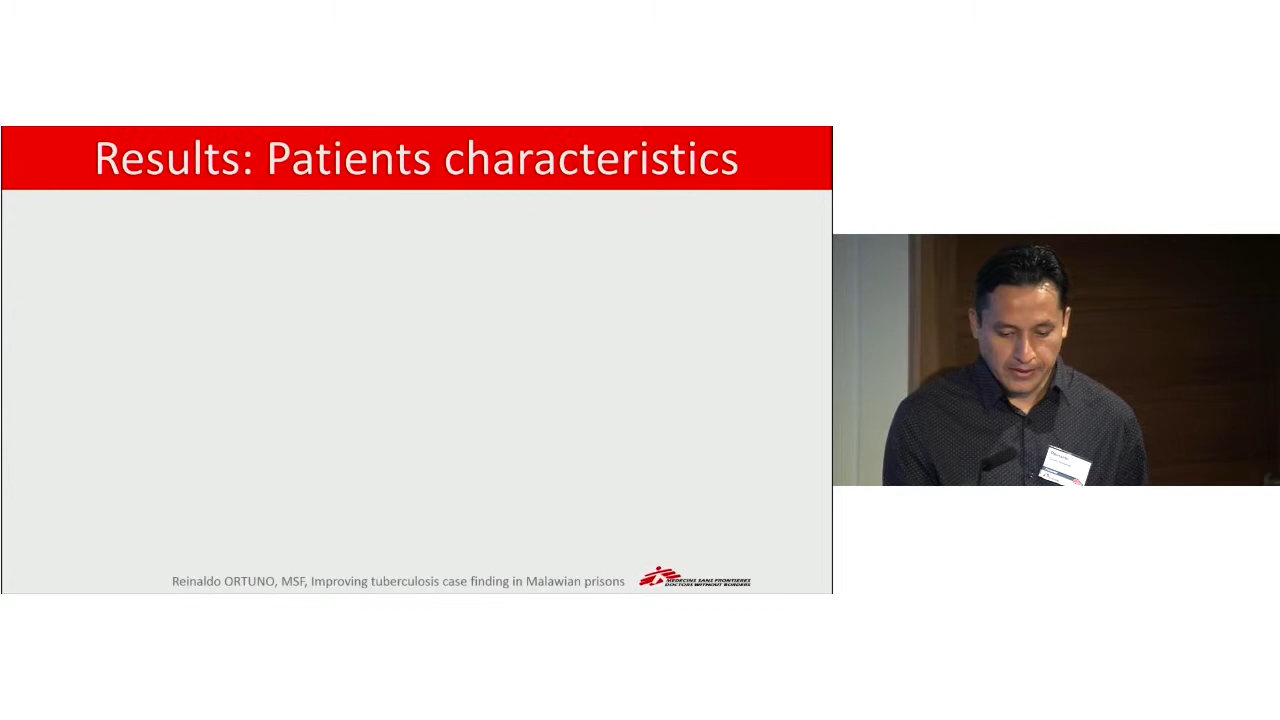 Results: Patients characteristics
Reinaldo ORTUNO, MSF, Improving tuberculosis case finding in Malawian prisons
MEDECINS SANS FRONTIERES
DOCTORS WITHOUT BORDERS